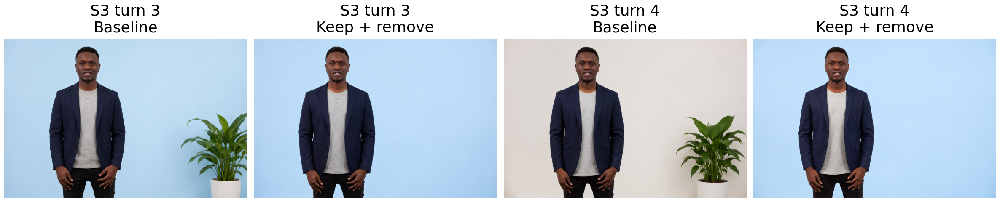 S3 turn 3
Baseline
S3 turn 3
Keep + remove
S3 turn 4
Baseline
S3 turn 4
Keep + remove